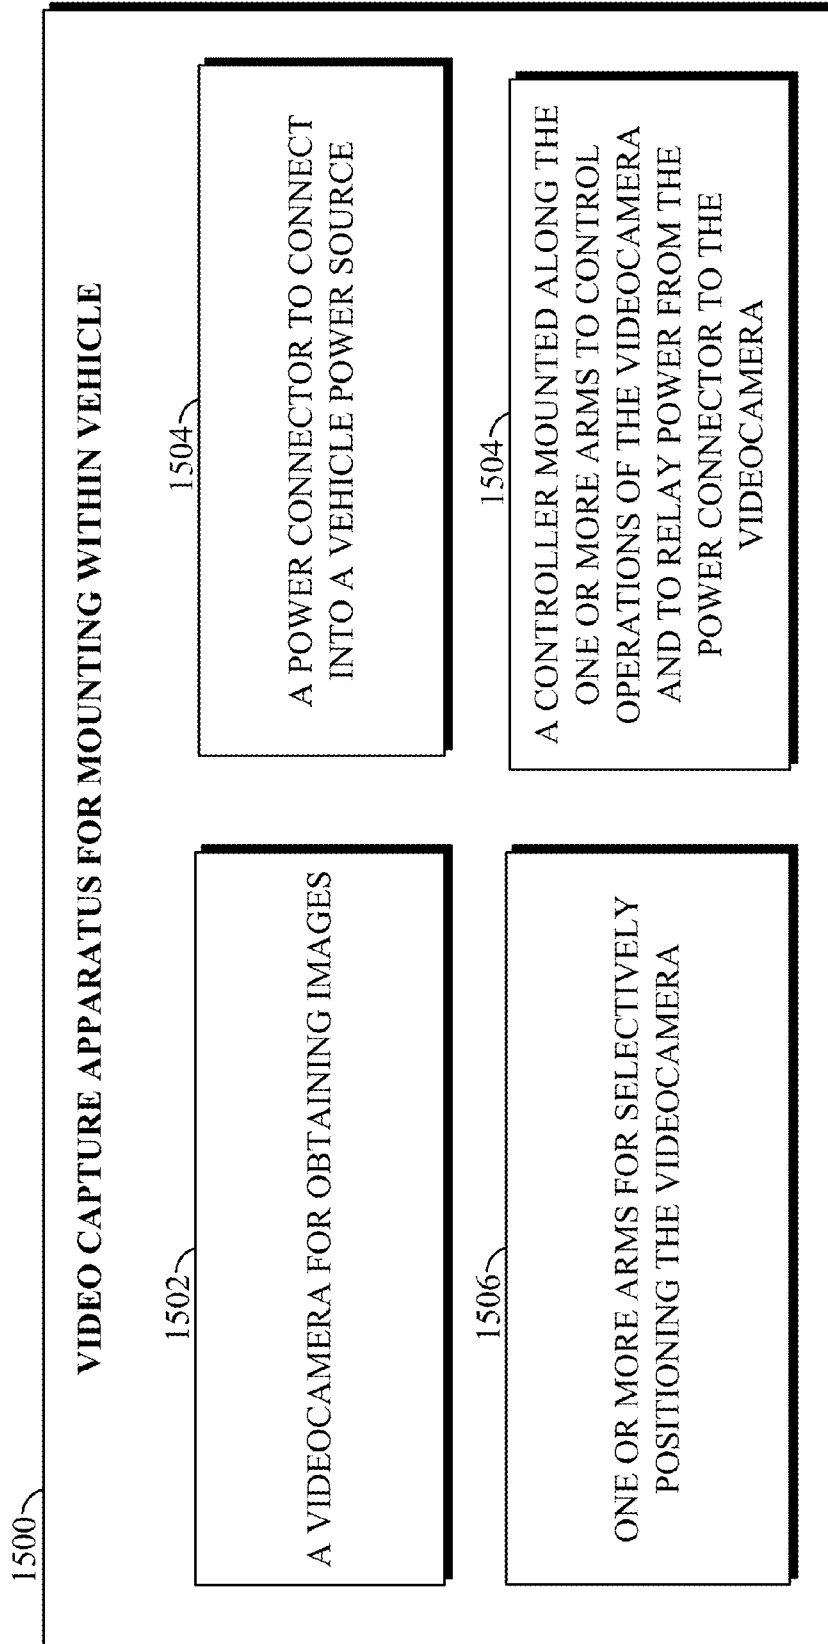 1500
VIDEO CAPTURE APPARATUS FOR MOUNTING WITHIN VEHICLE
1502
A VIDEOCAMERA FOR OBTAINING IMAGES
1504
A POWER CONNECTOR TO CONNECT
INTO A VEHICLE POWER SOURCE
1506
ONE OR MORE ARMS FOR SELECTIVELY
POSITIONING THE VIDEOCAMERA
1504
A CONTROLLER MOUNTED ALONG THE
ONE OR MORE ARMS TO CONTROL
OPERATIONS OF THE VIDEOCAMERA
AND TO RELAY POWER FROM THE
POWER CONNECTOR TO THE
VIDEOCAMERA